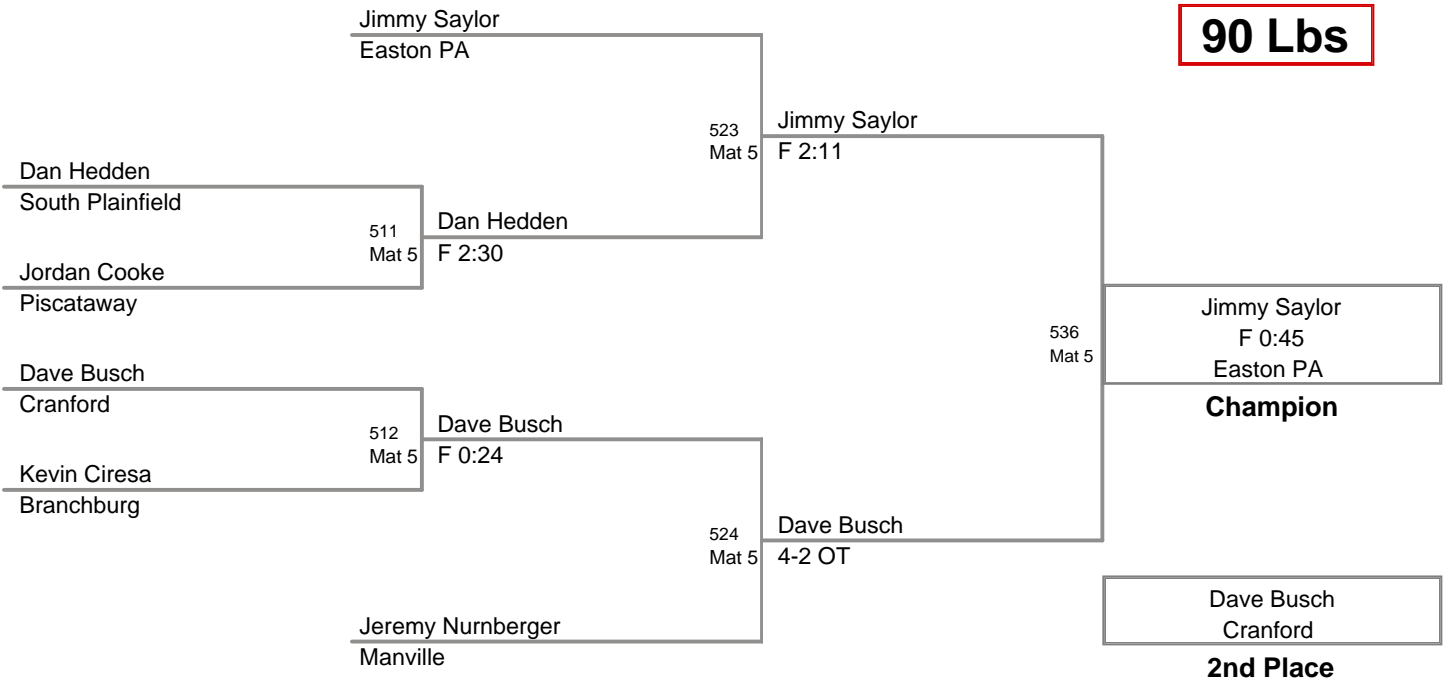 Jimmy Saylor
Easton PA
90 Lbs
523
Mat 5
Jimmy Saylor
F 2:11
Dan Hedden
South Plainfield
511
Mat 5
Dan Hedden
F 2:30
Jordan Cooke
Piscataway
536
Mat 5
Jimmy Saylor
F 0:45
Easton PA
Champion
Dave Busch
Cranford
512
Mat 5
Dave Busch
F 0:24
Kevin Ciresa
Branchburg
524
Mat 5
Dave Busch
4-2 OT
Jeremy Nurnberger
Manville
Dave Busch
Cranford
2nd Place